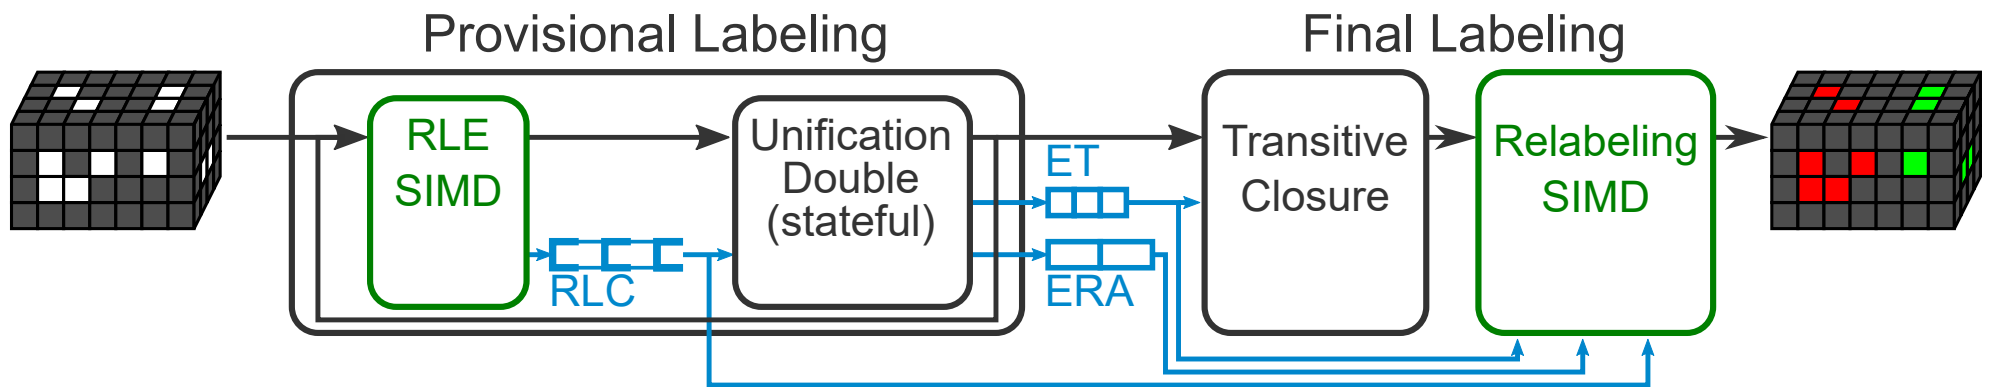 Provisional Labeling
Final Labeling
RLE
SIMD
RLC
Unification
Double
(stateful)
ET
ERA
Transitive
Closure
Relabeling
SIMD